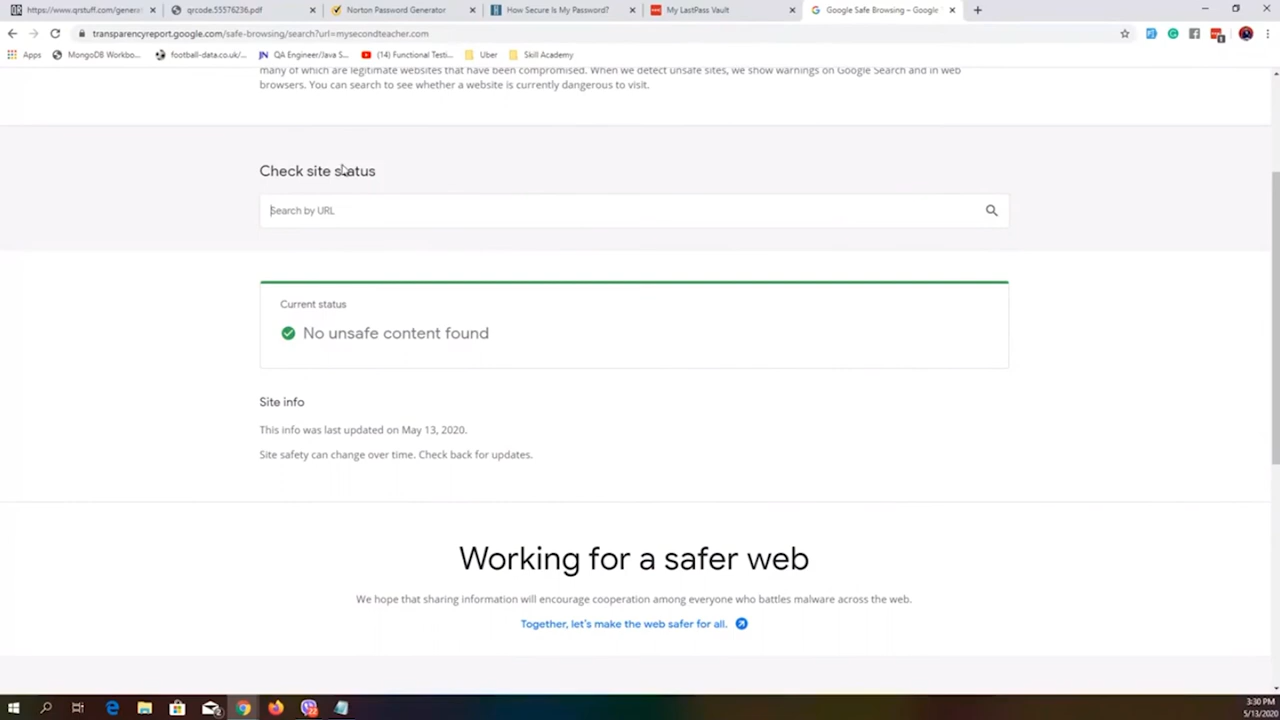 https://www.qrstuff.com/generat
qrcode.55576236.pdf
Norton Password Generator
How Secure Is My Password?
My LastPass Vault
Google Safe Browsing – Google
transparencyreport.google.com/safe-browsing/search?url=mysecondteacher.com
Apps
MongoDB Workbo...
football-data.co.uk/...
QA Engineer/Java S...
(14) Functional Testi...
Uber
Skill Academy
many of which are legitimate websites that have been compromised. When we detect unsafe sites, we show warnings on Google Search and in web
browsers. You can search to see whether a website is currently dangerous to visit.
Check site status
Search by URL
Current status
No unsafe content found
Site info
This info was last updated on May 13, 2020.
Site safety can change over time. Check back for updates.
Working for a safer web
We hope that sharing information will encourage cooperation among everyone who battles malware across the web.
Together, let's make the web safer for all.
3:30 PM
5/13/2020